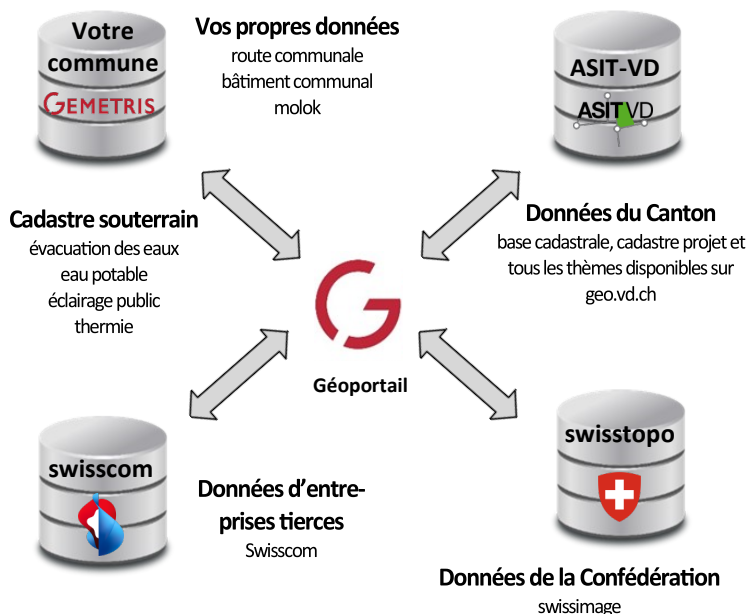 Votre
commune
GEMETRIS
Vos propres données
route communale
bâtiment communal
molok
ASIT-VD
ASIT VD
Cadastre souterrain
évacuation des eaux
eau potable
éclairage public
thermie
Données du Canton
base cadastrale, cadastre projet et
tous les thèmes disponibles sur
geo.vd.ch
G
Géoportail
swisscom
Données d’entre-
prises tierces
Swisscom
swisstopo
Données de la Confédération
swissimage